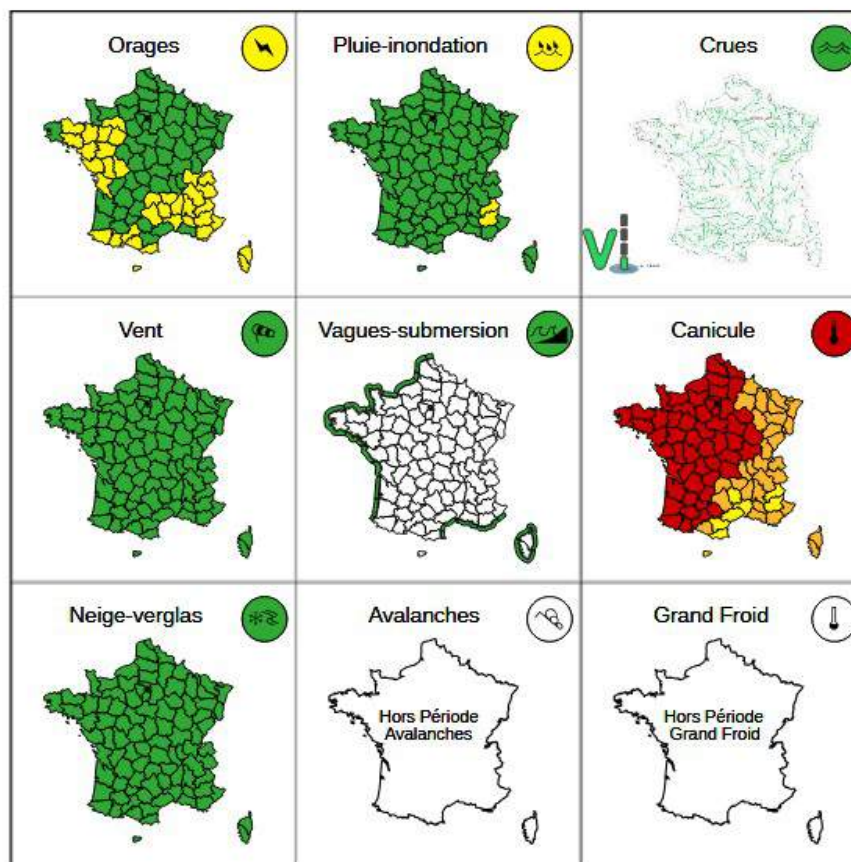 Orages
Pluie-inondation
Crues
Vent
Vagues-submersion
Canicule
Neige-verglas
Avalanches
Hors Période
Avalanches
Grand Froid
Hors Période
Grand Froid